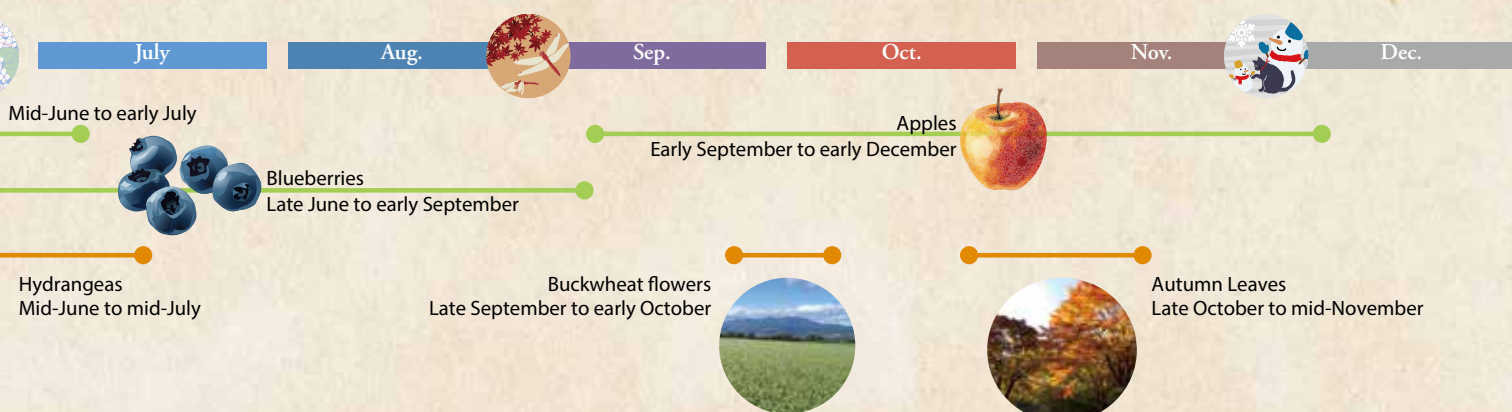 July
Aug.
Sep.
Oct.
Nov.
Dec.
Mid-June to early July
Apples
Early September to early December
Blueberries
Late June to early September
Hydrangeas
Mid-June to mid-July
Buckwheat flowers
Late September to early October
Autumn Leaves
Late October to mid-November